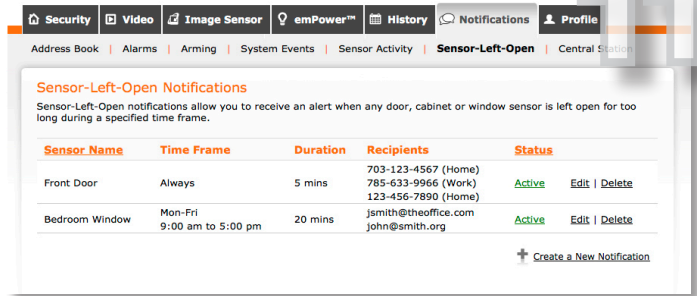 Security Video Image Sensor emPower™ History Notifications Profile
Address Book | Alarms | Arming | System Events | Sensor Activity | Sensor-Left-Open | Central Station
Sensor-Left-Open Notifications
Sensor-Left-Open notifications allow you to receive an alert when any door, cabinet or window sensor is left open for too
long during a specified time frame.
Sensor Name Time Frame Duration Recipients Status
703-123-4567 (Home)
Front Door Always 5 mins 785-633-9966 (Work) Active Edit | Delete
123-456-7890 (Home)
Mon-Fri jsmith@theoffice.com
Bedroom Window 20 mins Active Edit | Delete
9:00 am to 5:00 pm john@smith.org
Create a New Notification